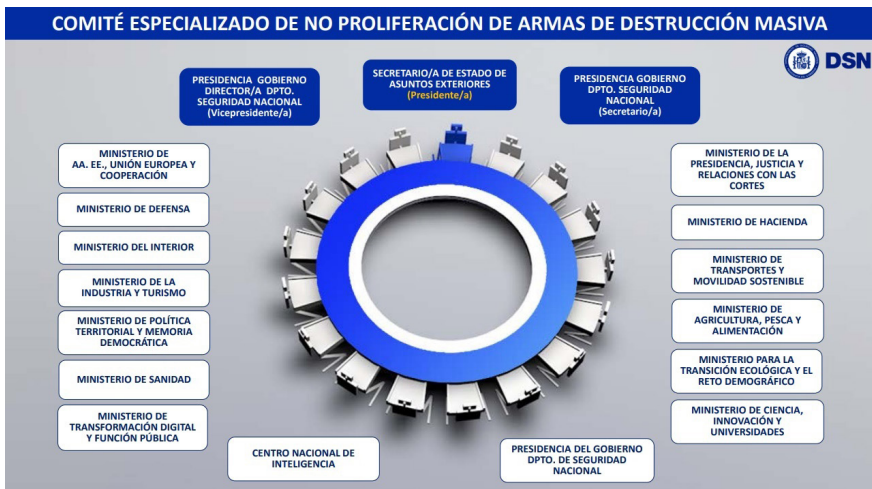 COMITÉ ESPECIALIZADO DE NO PROLIFERACIÓN DE ARMAS DE DESTRUCCIÓN MASIVA
DSN
PRESIDENCIA GOBIERNO
DIRECTOR/A DPTO.
SEGURIDAD NACIONAL
(Vicepresidente/a)
SECRETARIO/A DE ESTADO DE
ASUNTOS EXTERIORES
(Presidente/a)
PRESIDENCIA GOBIERNO
DPTO. SEGURIDAD
NACIONAL
(Secretario/a)
MINISTERIO DE
AA. EE., UNIÓN EUROPEA Y
COOPERACIÓN
MINISTERIO DE DEFENSA
MINISTERIO DEL INTERIOR
MINISTERIO DE LA
INDUSTRIA Y TURISMO
MINISTERIO DE POLÍTICA
TERRITORIAL Y MEMORIA
DEMOCRÁTICA
MINISTERIO DE SANIDAD
MINISTERIO DE
TRANSFORMACIÓN DIGITAL
Y FUNCIÓN PÚBLICA
MINISTERIO DE LA
PRESIDENCIA, JUSTICIA Y
RELACIONES CON LAS
CORTES
MINISTERIO DE HACIENDA
MINISTERIO DE
TRANSPORTES Y
MOVILIDAD SOSTENIBLE
MINISTERIO DE
AGRICULTURA, PESCA Y
ALIMENTACIÓN
MINISTERIO PARA LA
TRANSICIÓN ECOLÓGICA Y EL
RETO DEMOGRÁFICO
MINISTERIO DE CIENCIA,
INNOVACIÓN Y
UNIVERSIDADES
CENTRO NACIONAL DE
INTELIGENCIA
PRESIDENCIA DEL GOBIERNO
DPTO. DE SEGURIDAD
NACIONAL